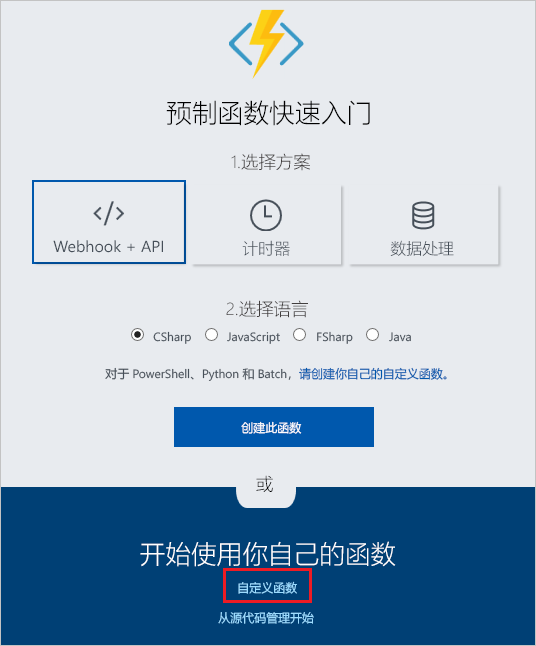 预制函数快速入门
1.选择方案
Webhook + API
计时器
数据处理
2.选择语言
CSharp JavaScript FSharp Java
对于 PowerShell、Python 和 Batch，请创建你自己的自定义函数。
创建此函数
或
开始使用你自己的函数
自定义函数
从源代码管理开始